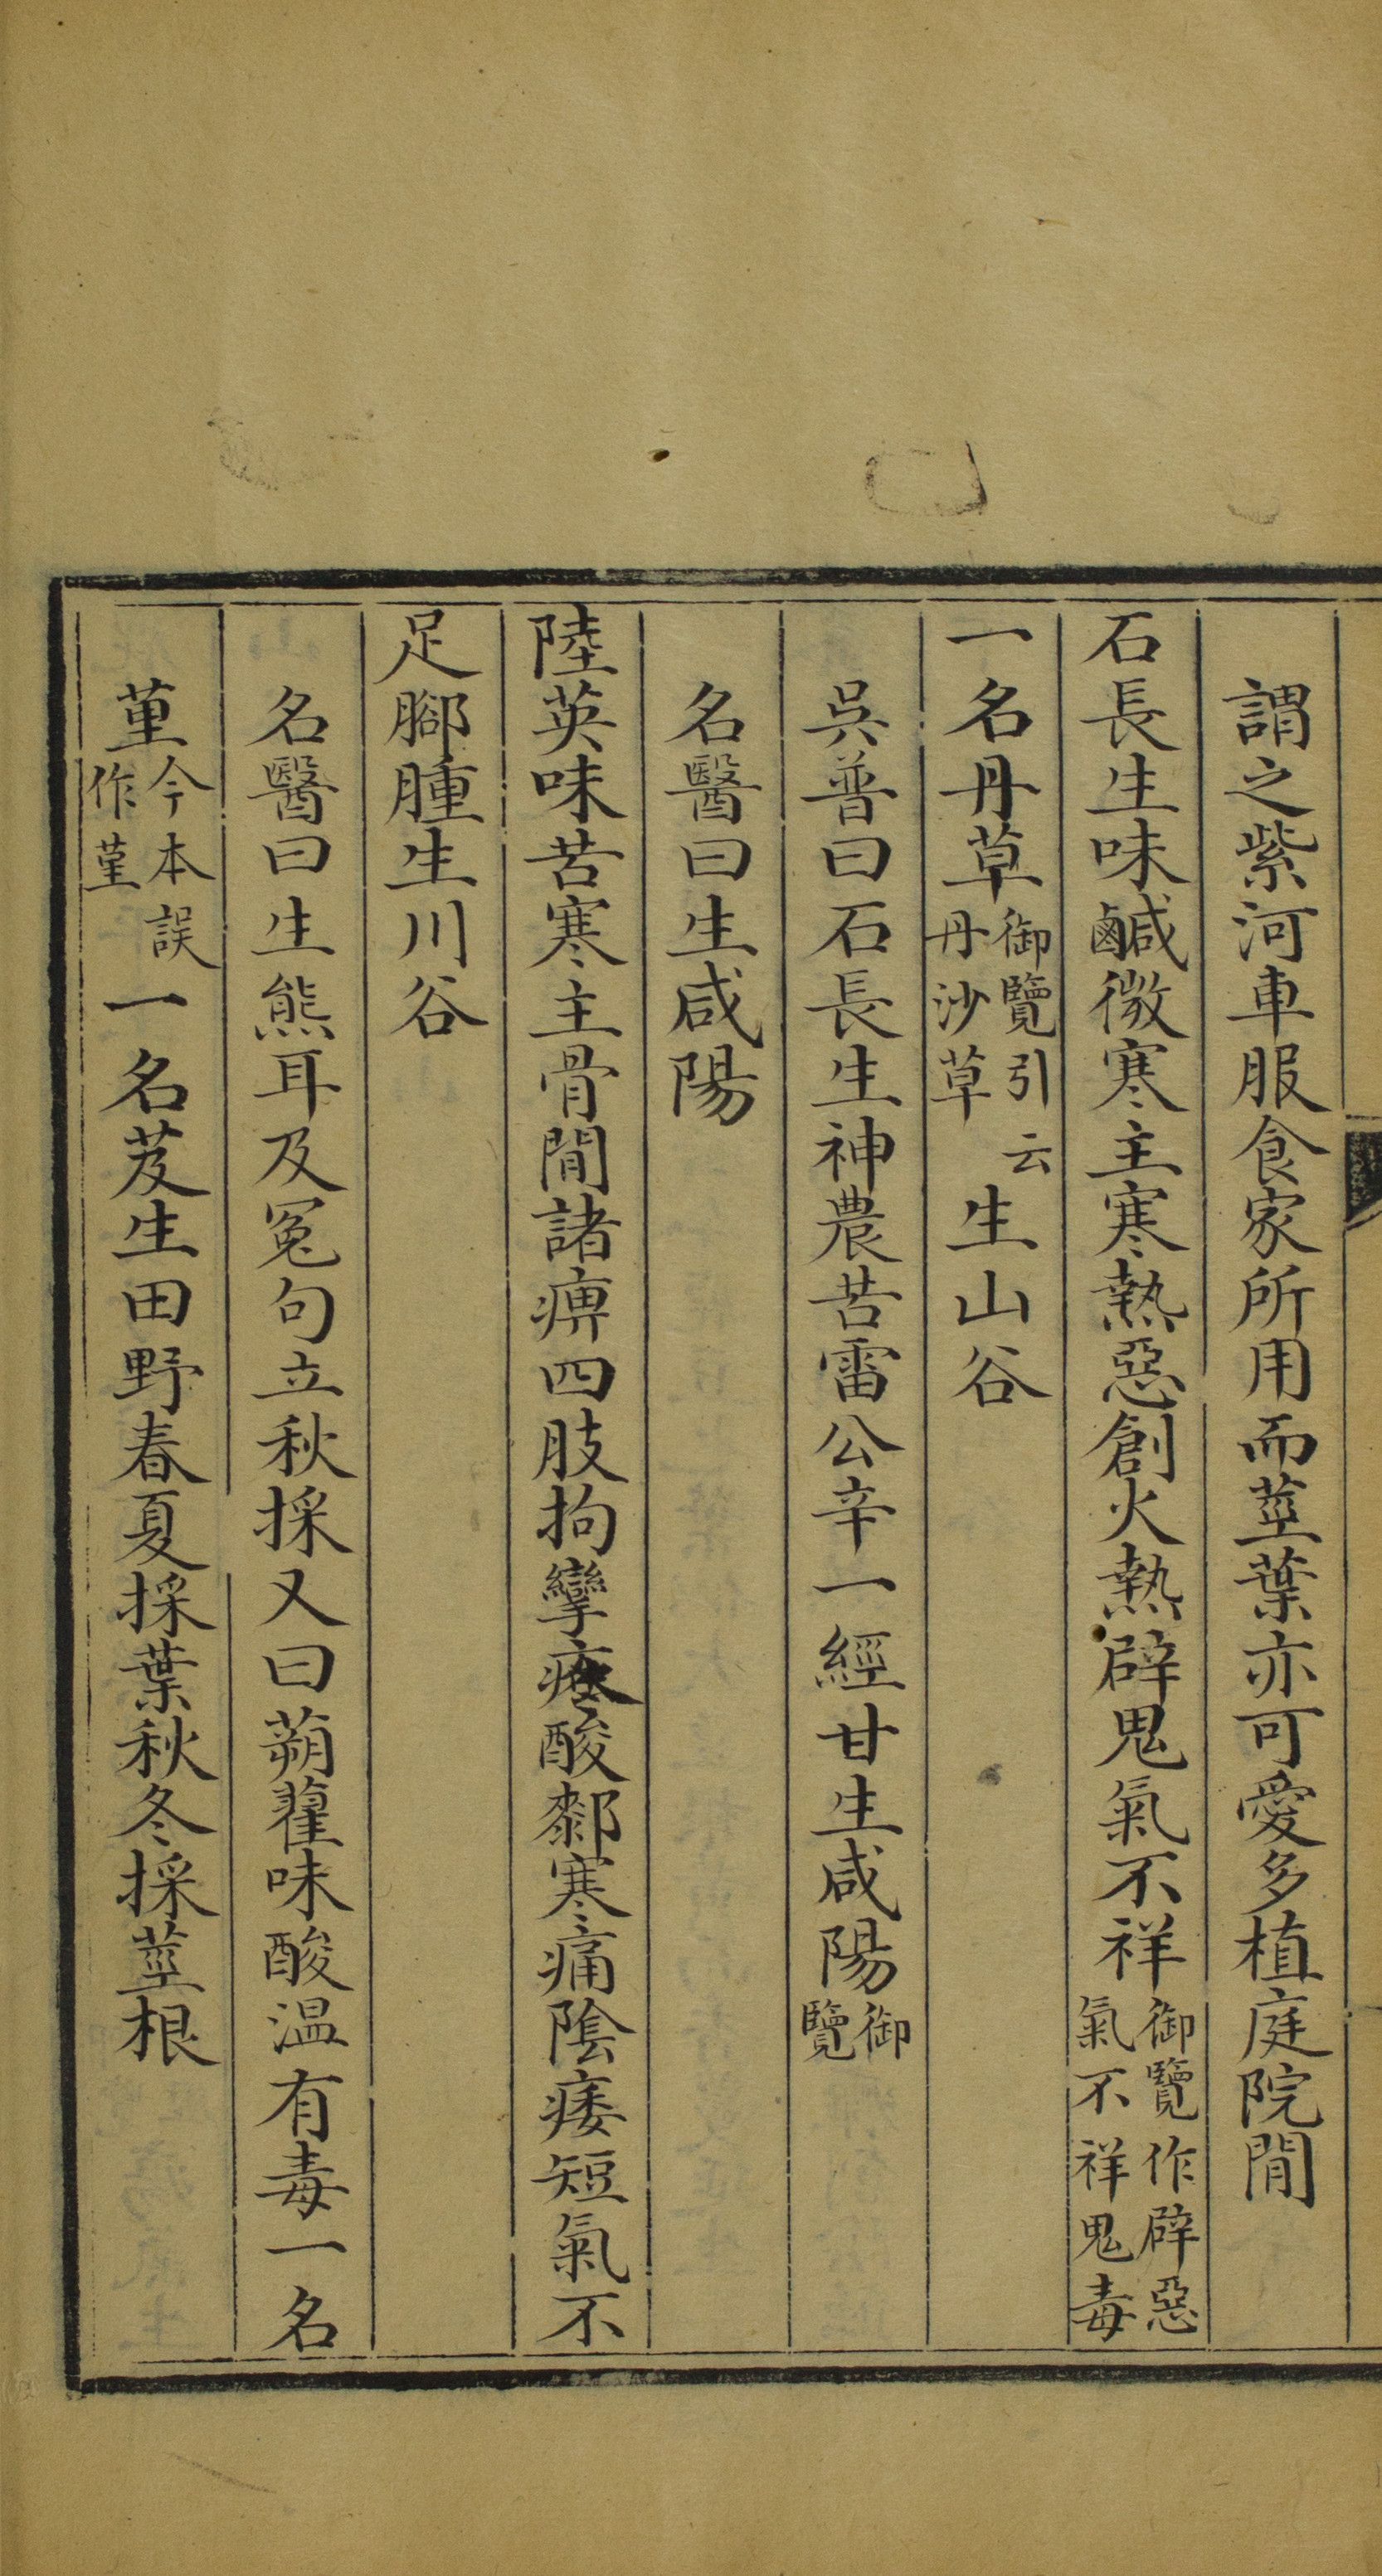 謂之紫河車服食家所用而莖葉亦可愛多植庭院閒
石長生味鹹微寒主寒熱惡創火熱辟鬼氣不祥御覽作辟惡氣不祥鬼毒
一名丹草御覽引云丹沙草生山谷
吳普曰石長生神農苦雷公辛一經甘生咸陽御覽
名醫曰生咸陽
陸英味苦寒主骨閒諸痹四肢拘攣疼酸鄰寒痛陰痿短氣不
足腳腫生川谷
名醫曰生熊耳及冤句立秋採又曰蒴藋味酸温有毒一名
菫今本誤作堇一名芨生田野春夏採葉秋冬採莖根